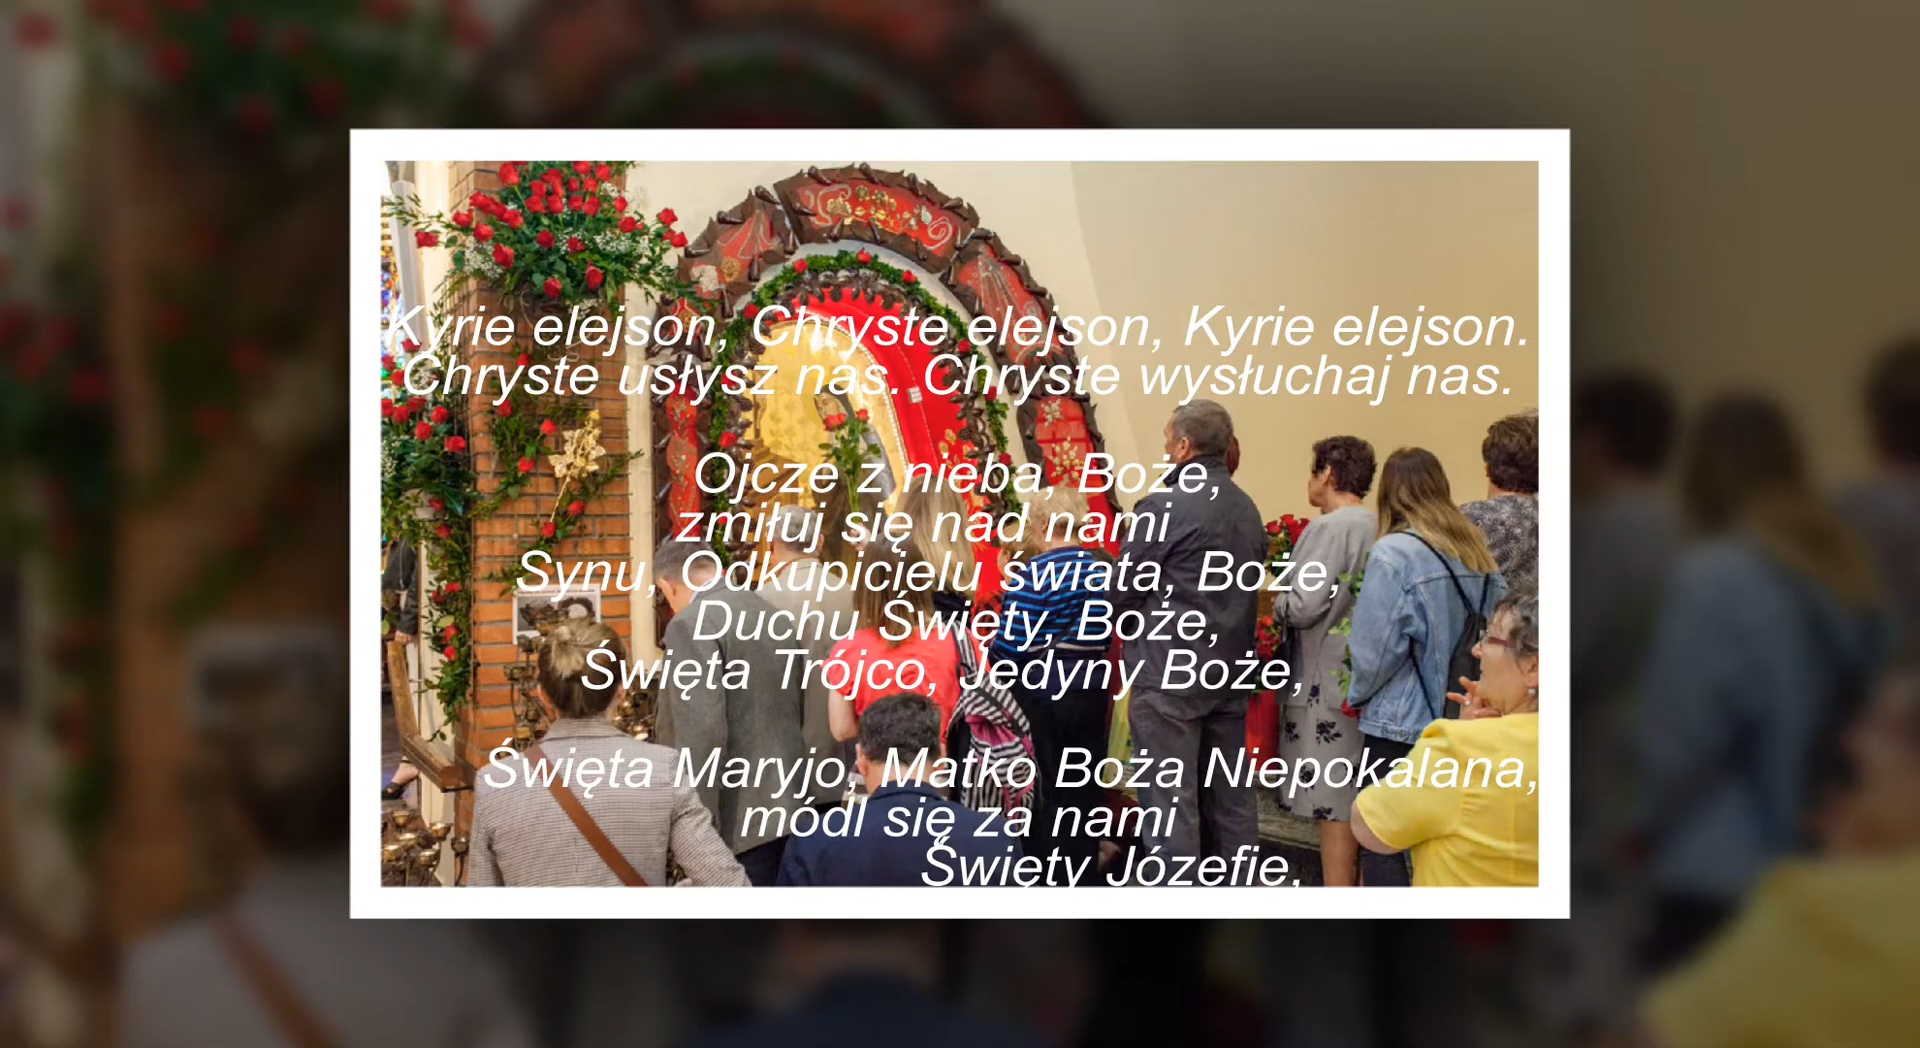 Kyrie elejson, Chryste elejson, Kyrie elejson.
Chryste usłysz nas. Chryste wysłuchaj nas.
Ojcze z nieba, Boże,
zmiłuj się nad nami
Synu, Odkupicielu świata, Boże,
Duchu Święty, Boże,
Święta Trójco, Jedyny Boże,
Święta Maryjo, Matko Boża Niepokalana,
módl się za nami
Święty Józefie,